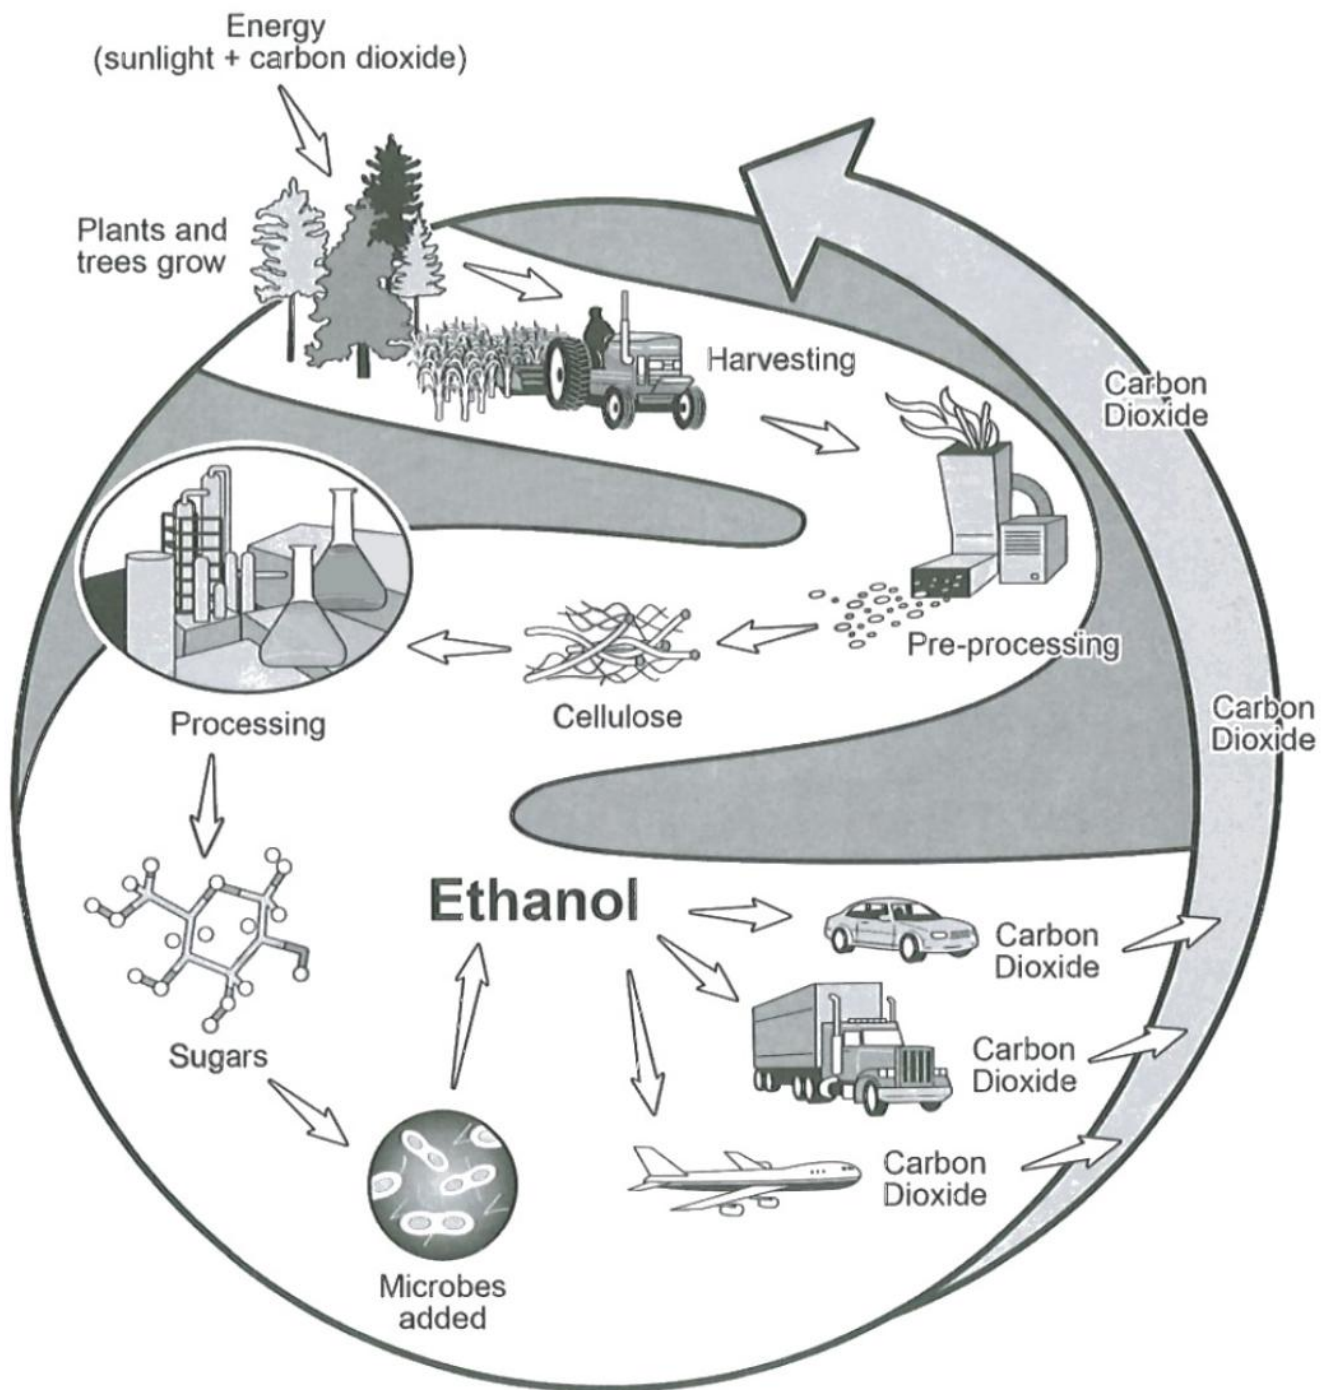 Energy
(sunlight + carbon dioxide)
Plants and
trees grow
Harvesting
Carbon
Dioxide
Pre-processing
Cellulose
Processing
Carbon
Dioxide
Ethanol
Carbon
Dioxide
Sugars
Carbon
Dioxide
Carbon
Dioxide
Microbes
added